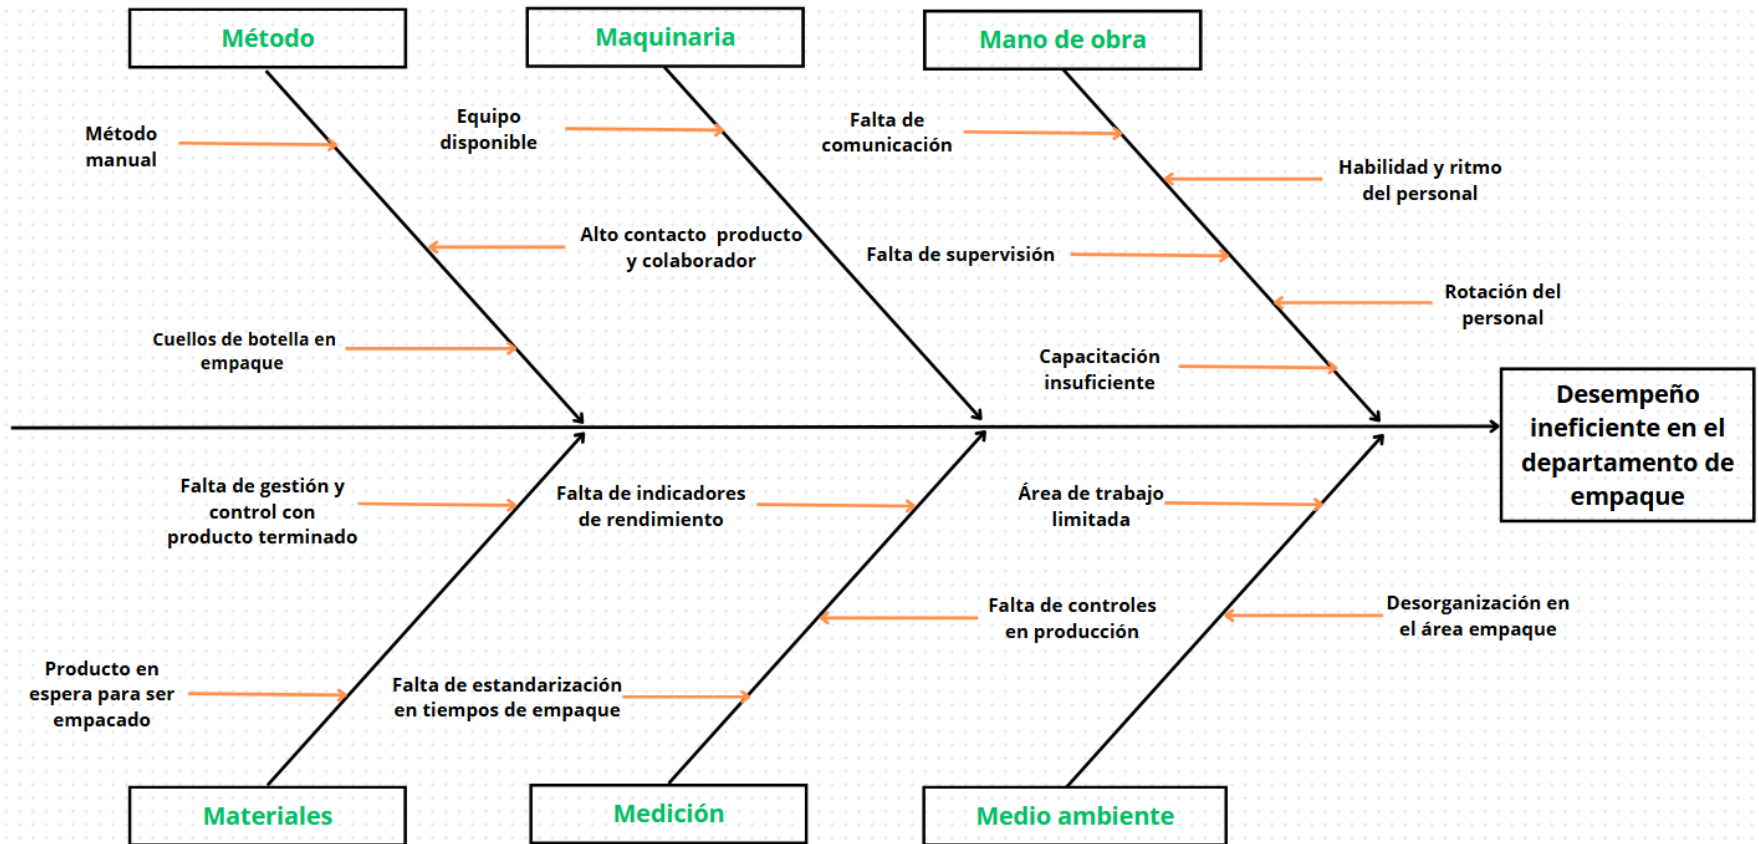 Método
Maquinaria
Mano de obra
Método
manual
Equipo
disponible
Falta de
comunicación
Habilidad y ritmo
del personal
Alto contacto producto
y colaborador
Falta de supervisión
Rotación del
personal
Cuellos de botella en
empaque
Capacitación
insuficiente
Desempeño
ineficiente en el
departamento de
empaque
Falta de gestión y
control con
producto terminado
Falta de indicadores
de rendimiento
Área de trabajo
limitada
Falta de controles
en producción
Desorganización en
el área empaque
Producto en
espera para ser
empacado
Falta de estandarización
en tiempos de empaque
Materiales
Medición
Medio ambiente